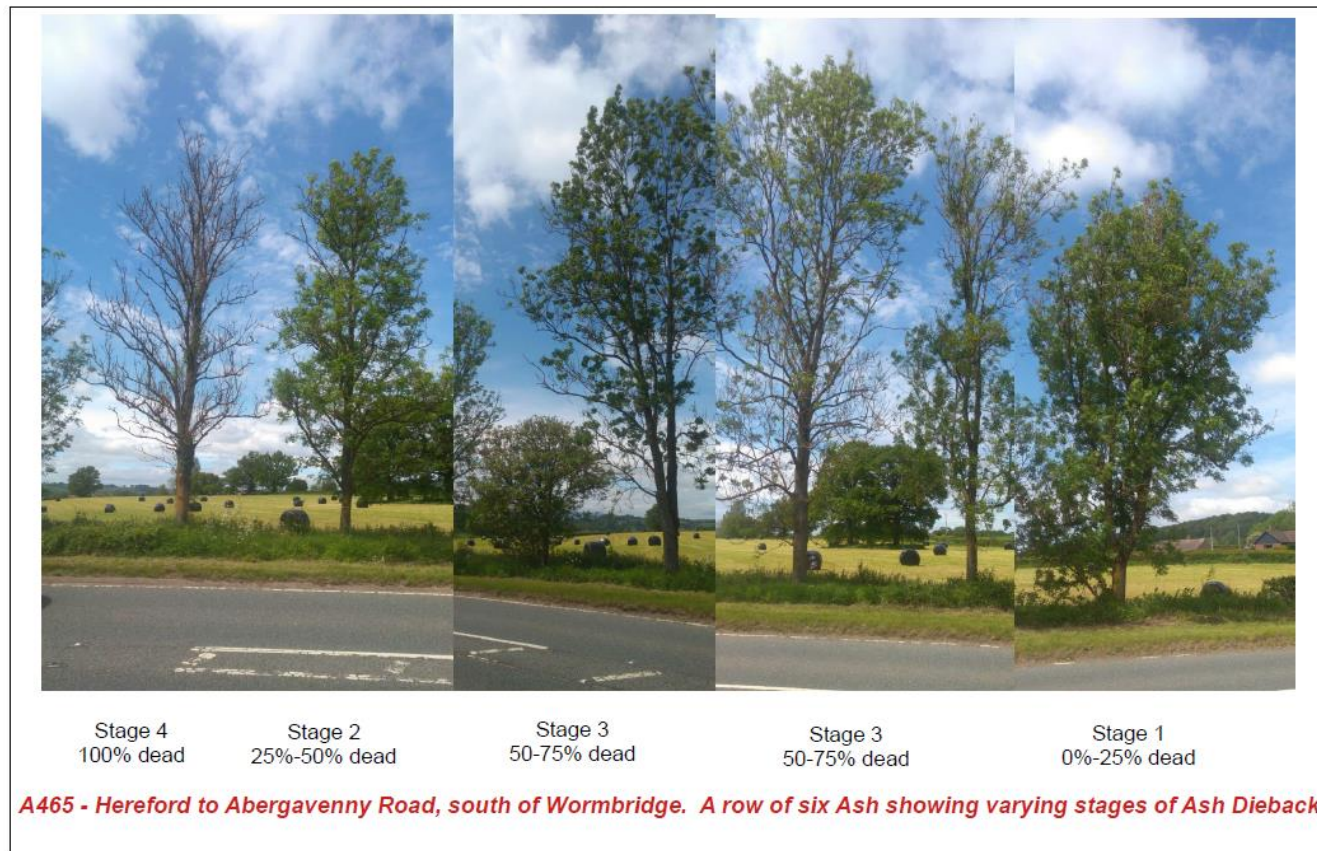 Stage 4
100% dead
Stage 2
25%-50% dead
Stage 3
50-75% dead
Stage 3
50-75% dead
Stage 1
0%-25% dead
A465 - Hereford to Abergavenny Road, south of Wormbridge. A row of six Ash showing varying stages of Ash Dieback